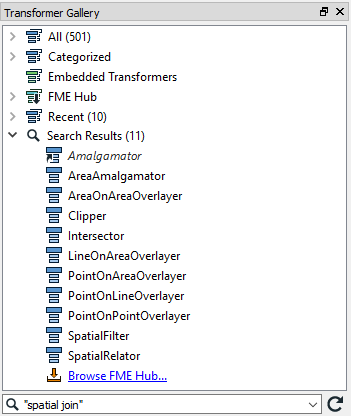 Transformer Gallery
All (501)
Categorized
Embedded Transformers
FME Hub
Recent (10)
Search Results (11)
Amalgamator
AreaAmalgamator
AreaOnAreaOverlayer
Clipper
Intersector
LineOnAreaOverlayer
PointOnAreaOverlayer
PointOnLineOverlayer
PointOnPointOverlayer
SpatialFilter
SpatialRelator
Browse FME Hub...
"spatial join"